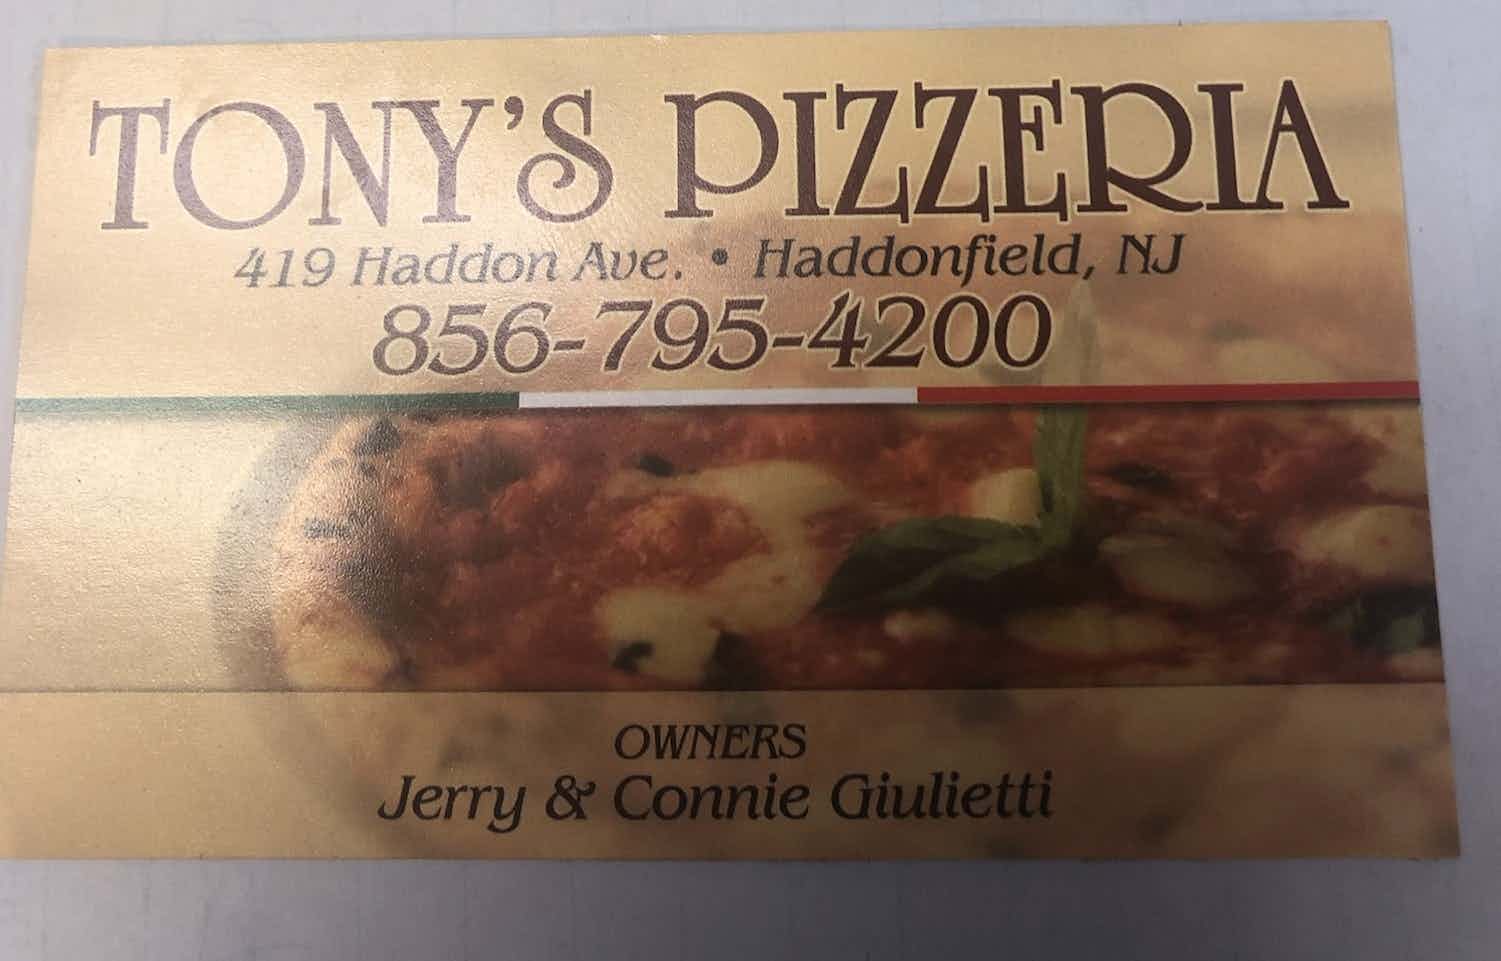 TONY'S PIZZERIA
419 Haddon Ave. • Haddonfield, NJ
856-795-4200
OWNERS
Jerry & Connie Giulietti